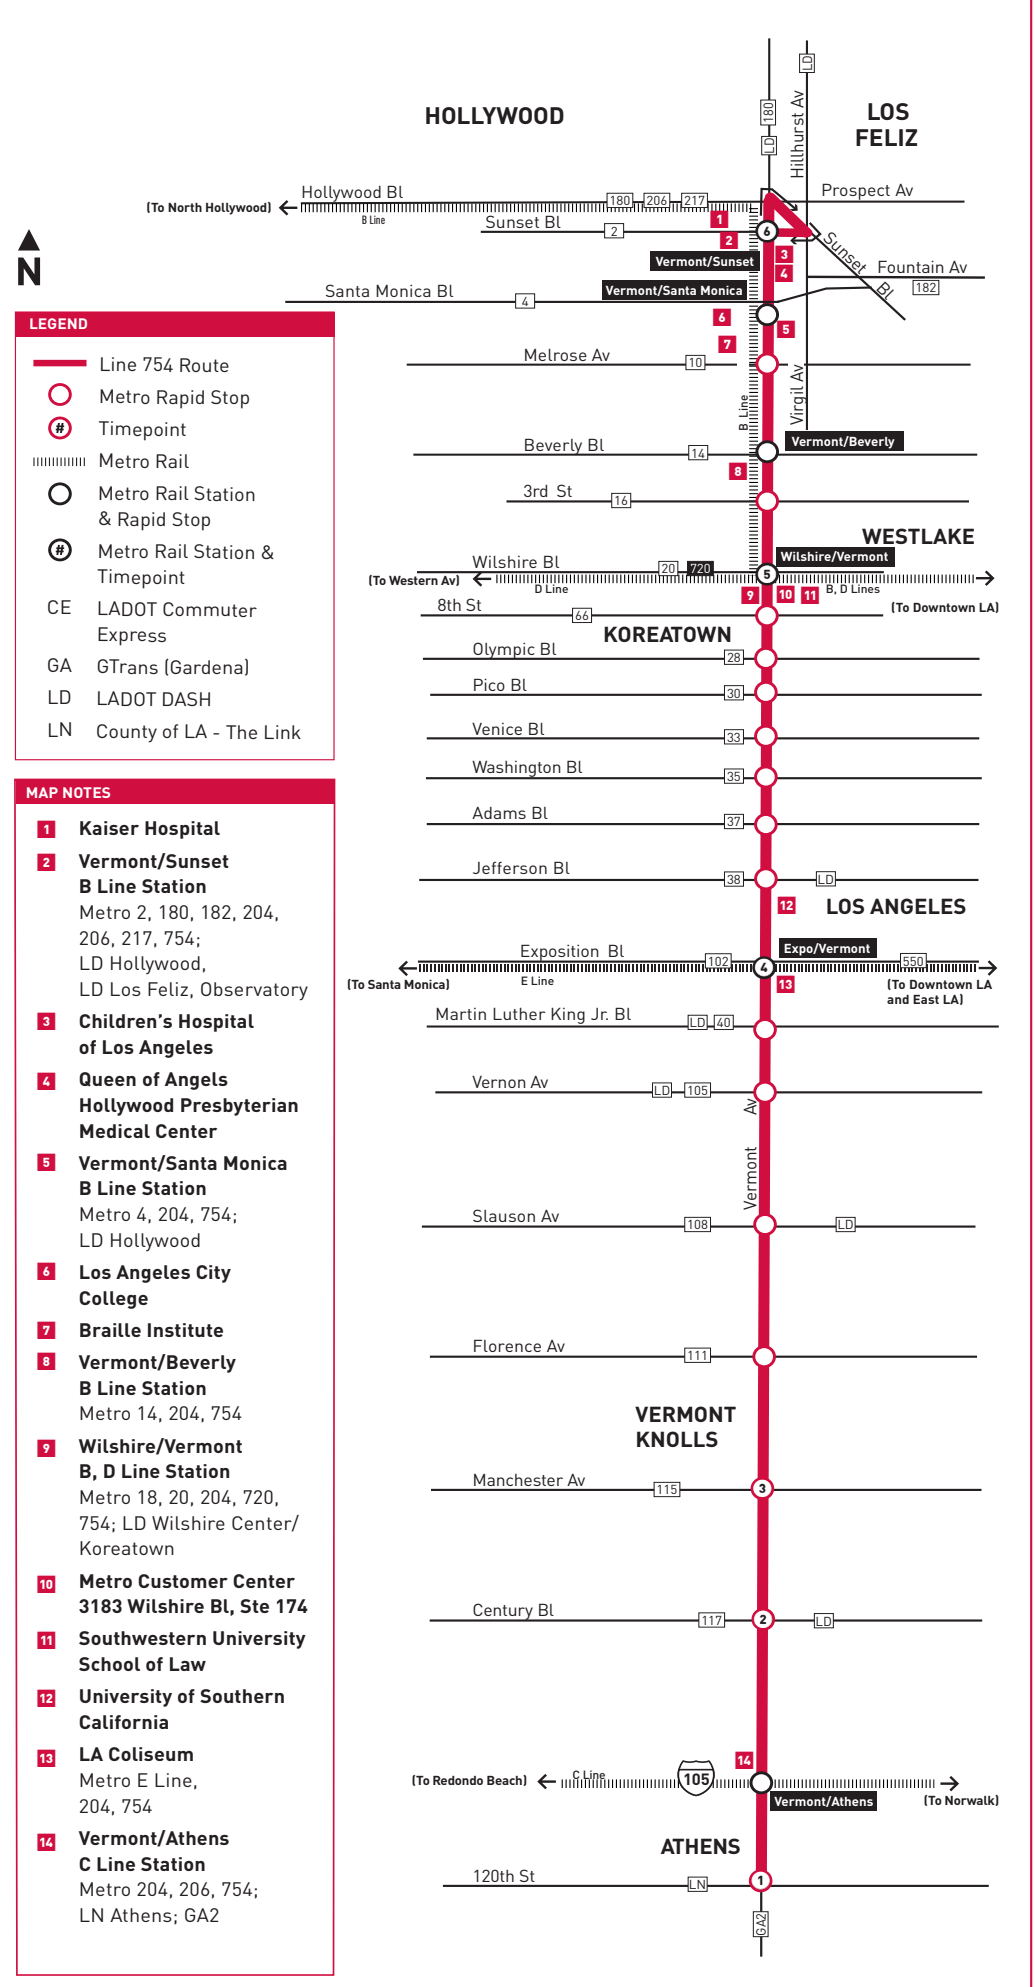 HOLLYWOOD
LOS
FELIZ
LD
180
LD
Hillhurst Av
Hollywood Bl
180
206
217
Prospect Av
(To North Hollywood)
B Line
1
Sunset Bl
2
6
2
Vermont/Sunset
3
4
Sunset Bl
Fountain Av
182
N
Santa Monica Bl
4
Vermont/Santa Monica
6
5
7
Melrose Av
10
Virgil Av
B Line
Vermont/Beverly
Beverly Bl
14
8
3rd St
16
WESTLAKE
Wilshire/Vermont
Wilshire Bl
20
720
5
(To Western Av)
D Line
B, D Lines
9
10
11
(To Downtown LA)
8th St
66
KOREATOWN
Olympic Bl
28
Pico Bl
30
Venice Bl
33
Washington Bl
35
Adams Bl
37
Jefferson Bl
38
LD
12
LOS ANGELES
Expo/Vermont
Exposition Bl
102
4
550
(To Santa Monica)
E Line
13
(To Downtown LA
and East LA)
Martin Luther King Jr. Bl
LD
40
Vernon Av
LD
105
Vermont Av
Slauson Av
108
LD
Florence Av
111
VERMONT
KNOLLS
Manchester Av
115
3
Century Bl
117
2
LD
14
(To Redondo Beach)
C Line
105
Vermont/Athens
(To Norwalk)
ATHENS
120th St
LN
1
GA2
LEGEND
Line 754 Route
Metro Rapid Stop
# Timepoint
Metro Rail
Metro Rail Station
& Rapid Stop
# Metro Rail Station &
Timepoint
CE LADOT Commuter
Express
GA GTrans (Gardena)
LD LADOT DASH
LN County of LA - The Link
MAP NOTES
1 Kaiser Hospital
2 Vermont/Sunset
B Line Station
Metro 2, 180, 182, 204,
206, 217, 754;
LD Hollywood,
LD Los Feliz, Observatory
3 Children's Hospital
of Los Angeles
4 Queen of Angels
Hollywood Presbyterian
Medical Center
5 Vermont/Santa Monica
B Line Station
Metro 4, 204, 754;
LD Hollywood
6 Los Angeles City
College
7 Braille Institute
8 Vermont/Beverly
B Line Station
Metro 14, 204, 754
9 Wilshire/Vermont
B, D Line Station
Metro 18, 20, 204, 720,
754; LD Wilshire Center/
Koreatown
10 Metro Customer Center
3183 Wilshire Bl, Ste 174
11 Southwestern University
School of Law
12 University of Southern
California
13 LA Coliseum
Metro E Line,
204, 754
14 Vermont/Athens
C Line Station
Metro 204, 206, 754;
LN Athens; GA2